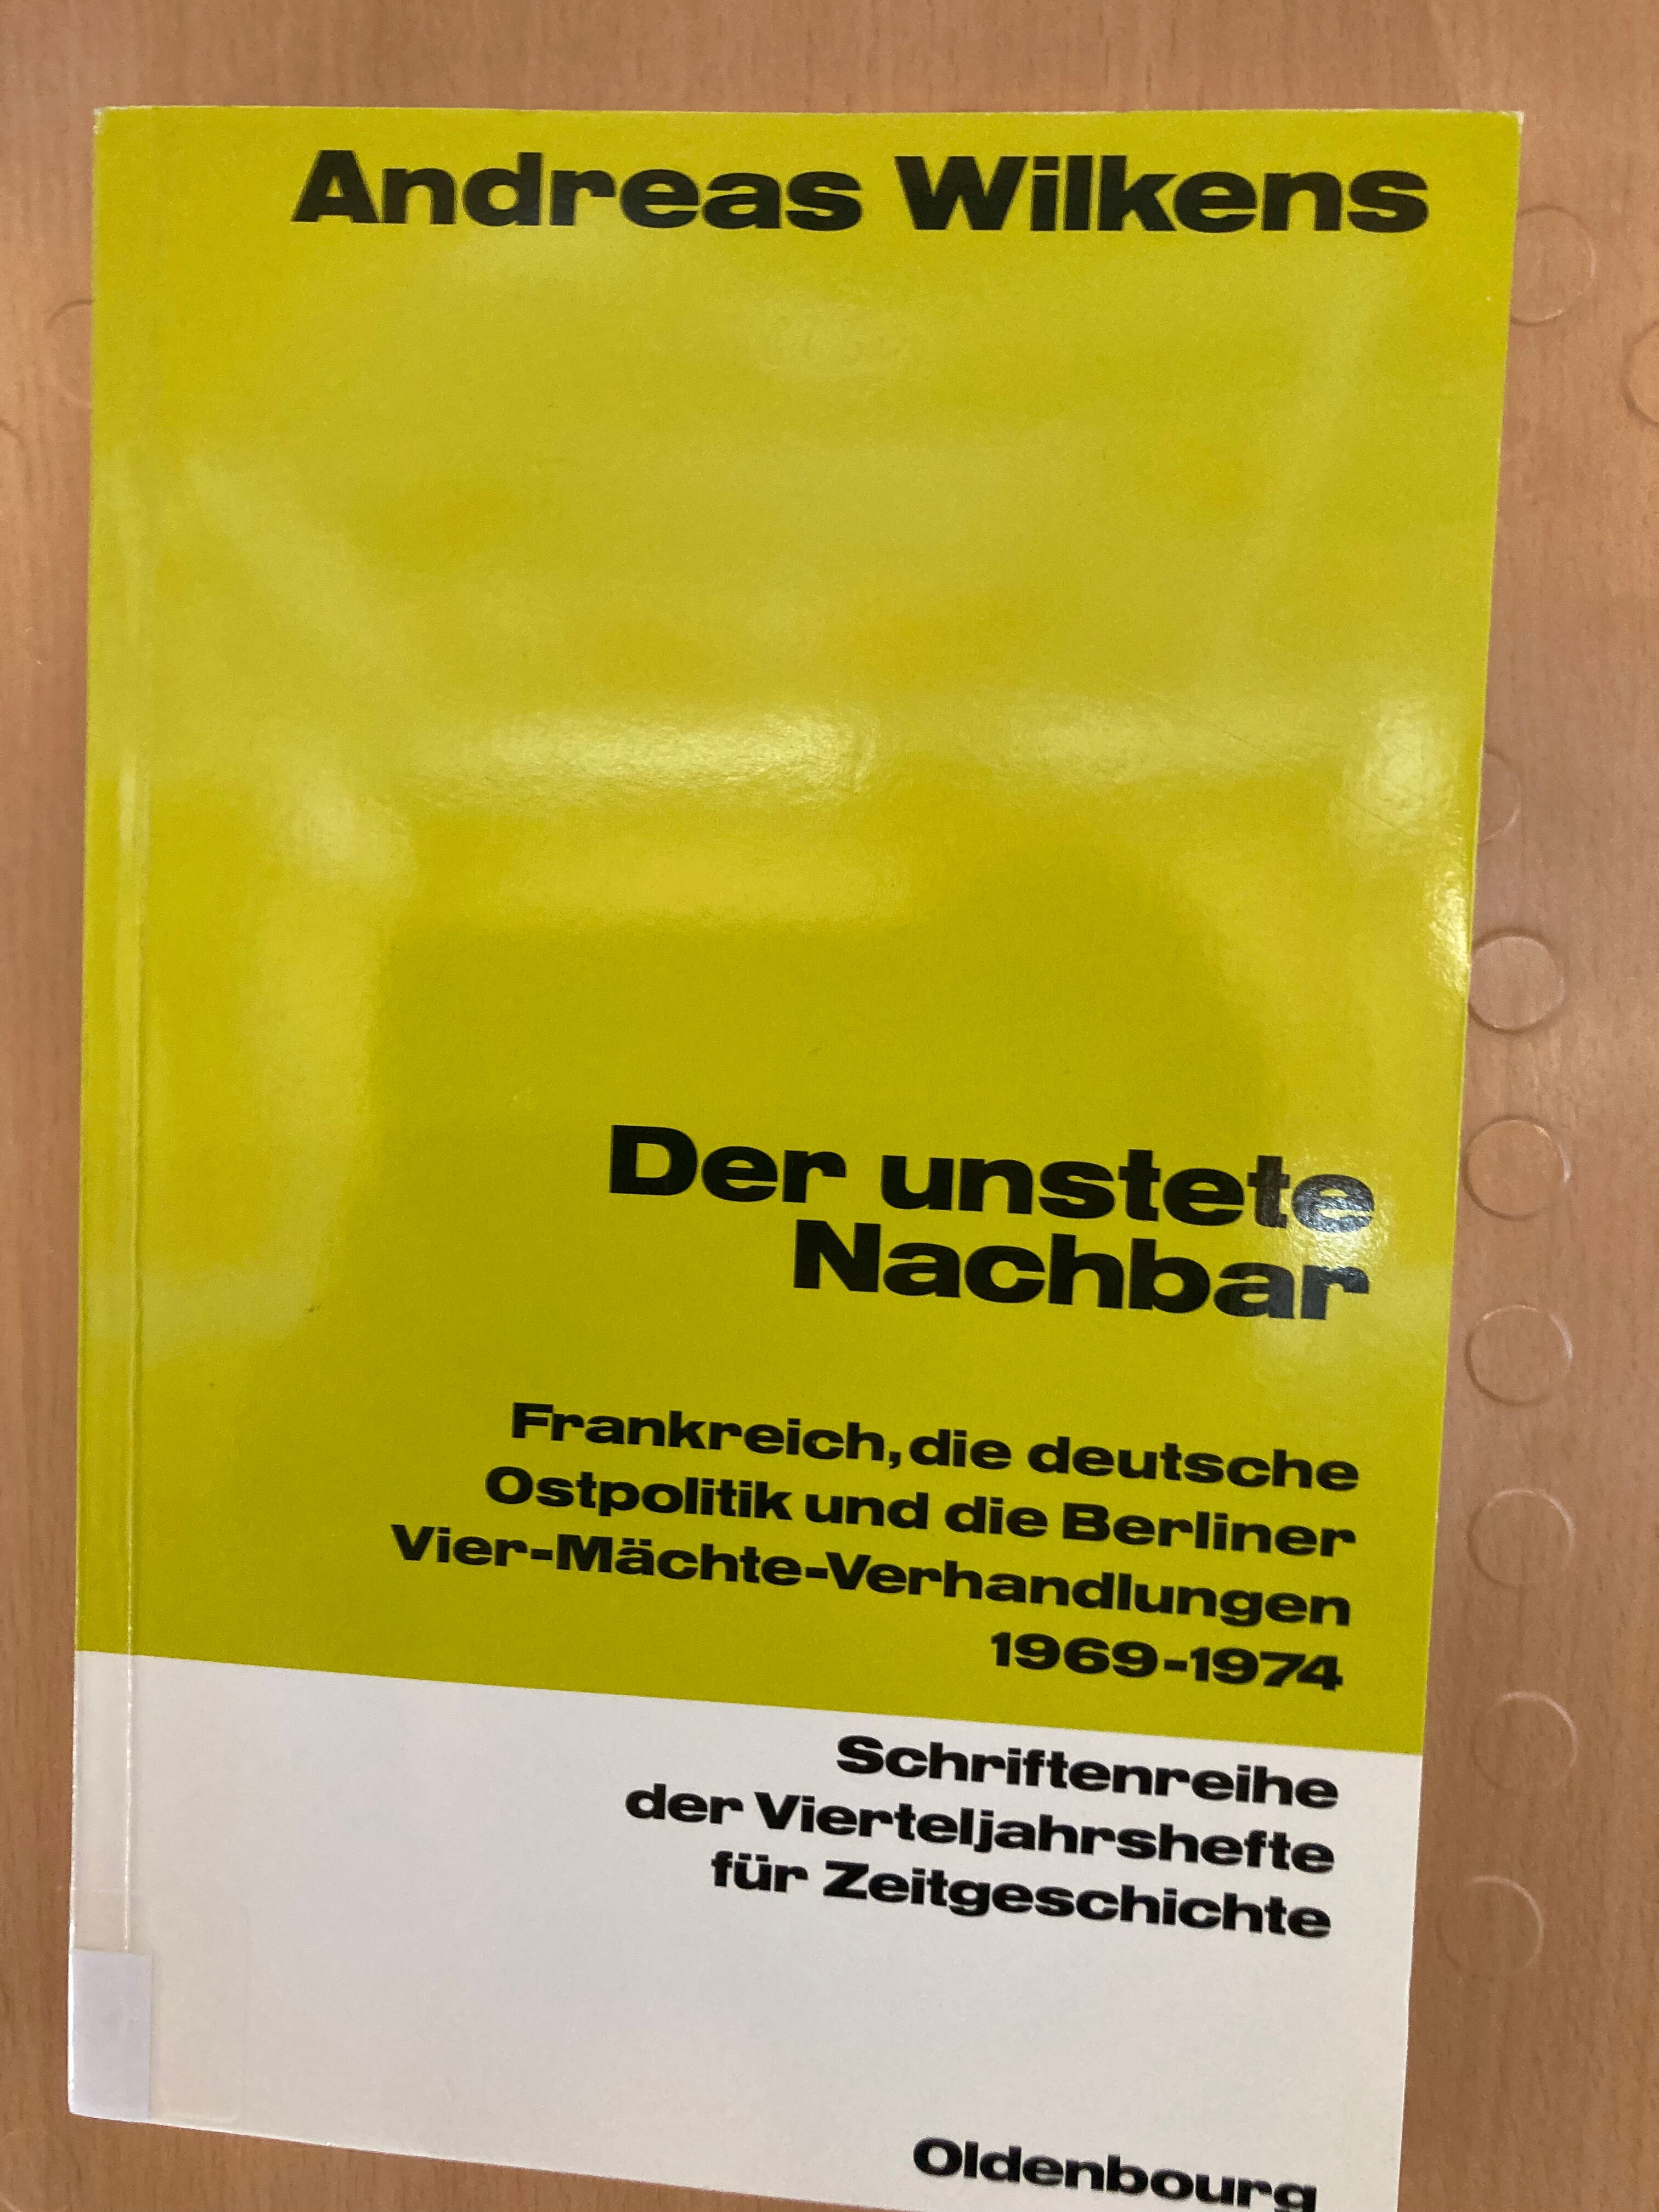 Andreas Wilkens
Der unstete
Nachbar
Frankreich, die deutsche
Ostpolitik und die Berliner
Vier-Mächte-Verhandlungen
1969-1974
Schriftenreihe
der Vierteljahrshefte
für Zeitgeschichte
Oldenbourg